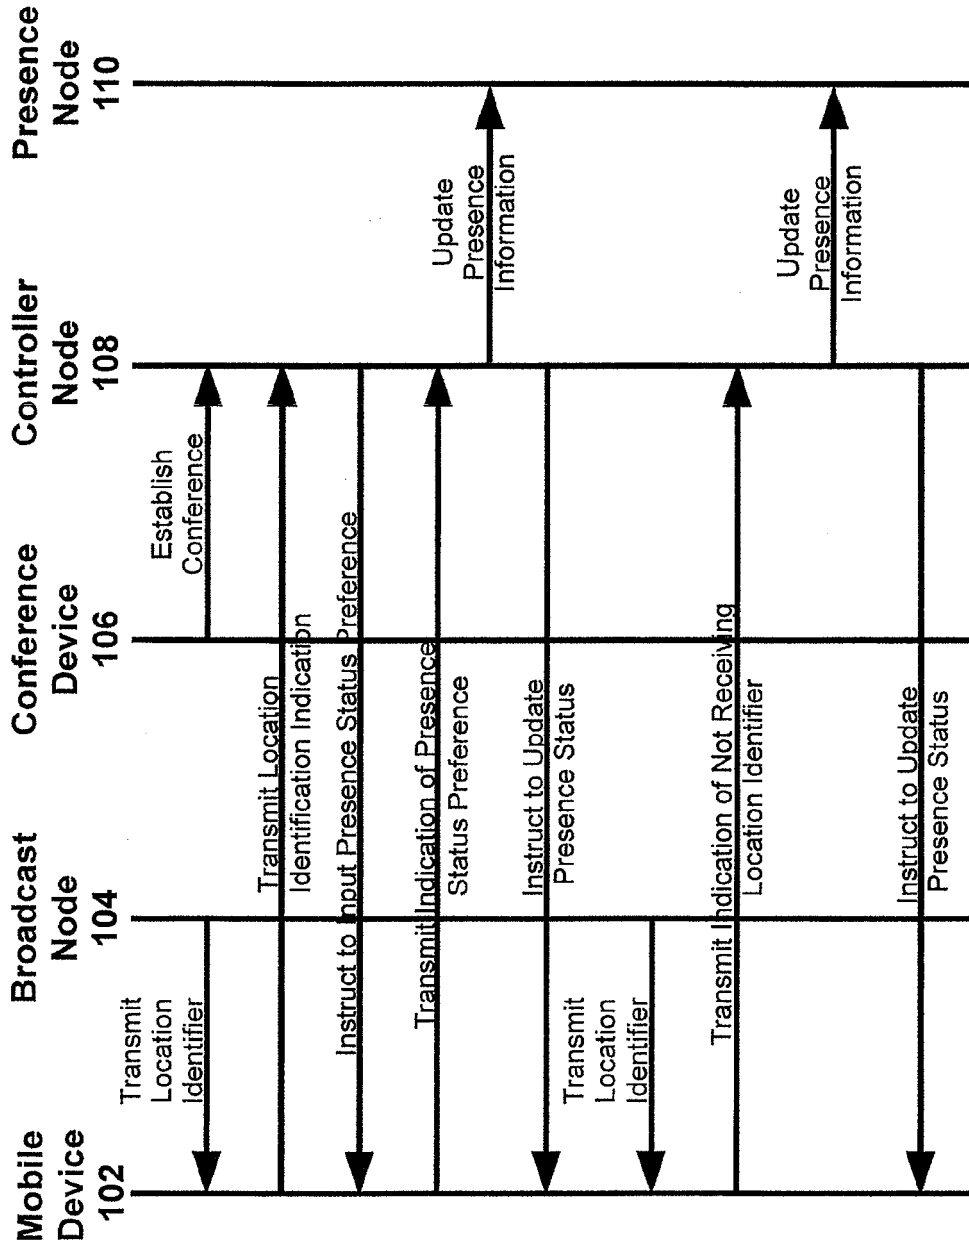 Mobile
Device
102
Broadcast
Node
104
Conference
Device
106
Controller
Node
108
Presence
Node
110
Transmit
Location
Identifier
Establish
Conference
Transmit Location
Identification Indication
Instruct to Input Presence Status Preference
Transmit Indication of Presence
Status Preference
Update
Presence
Information
Instruct to Update
Presence Status
Transmit
Location
Identifier
Transmit Indication of Not Receiving
Location Identifier
Update
Presence
Information
Instruct to Update
Presence Status